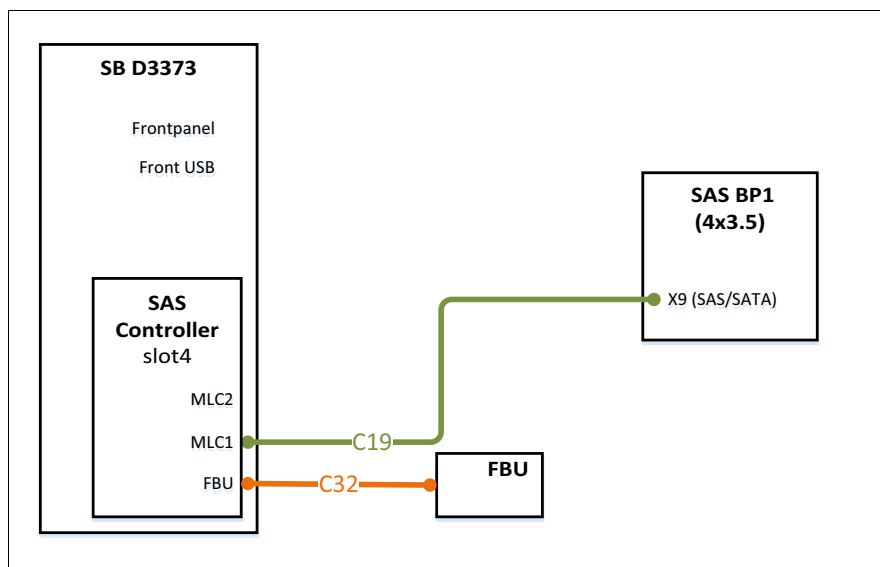 SB D3373
Frontpanel
Front USB
SAS
Controller
slot4
MLC2
MLC1
FBU
C19
C32
SAS BP1
(4x3.5)
X9 (SAS/SATA)
FBU